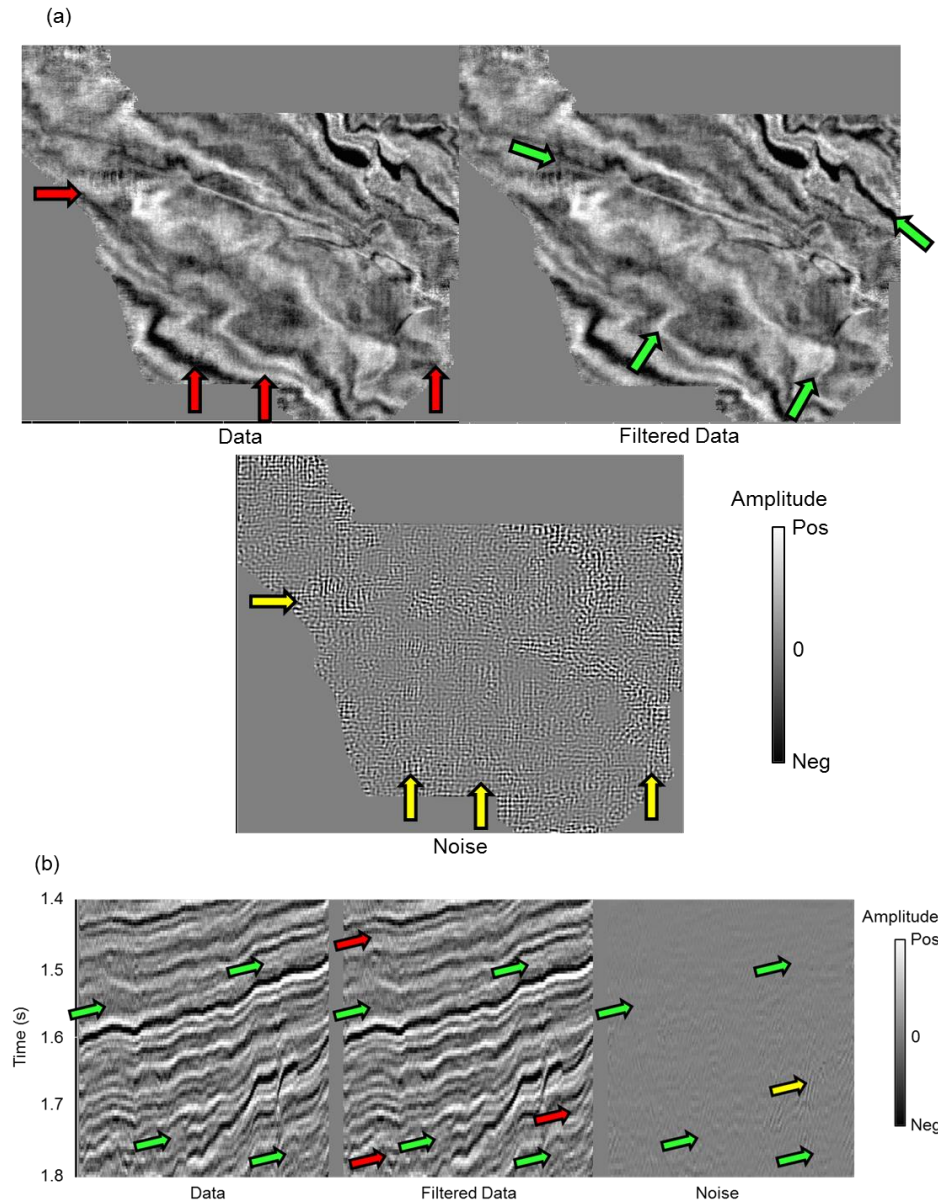 (a)
Data
Filtered Data
Amplitude
Pos
0
Neg
Noise
(b)
1.4
1.5
1.6
1.7
1.8
Time (s)
Amplitude
Pos
0
Neg
Data
Filtered Data
Noise